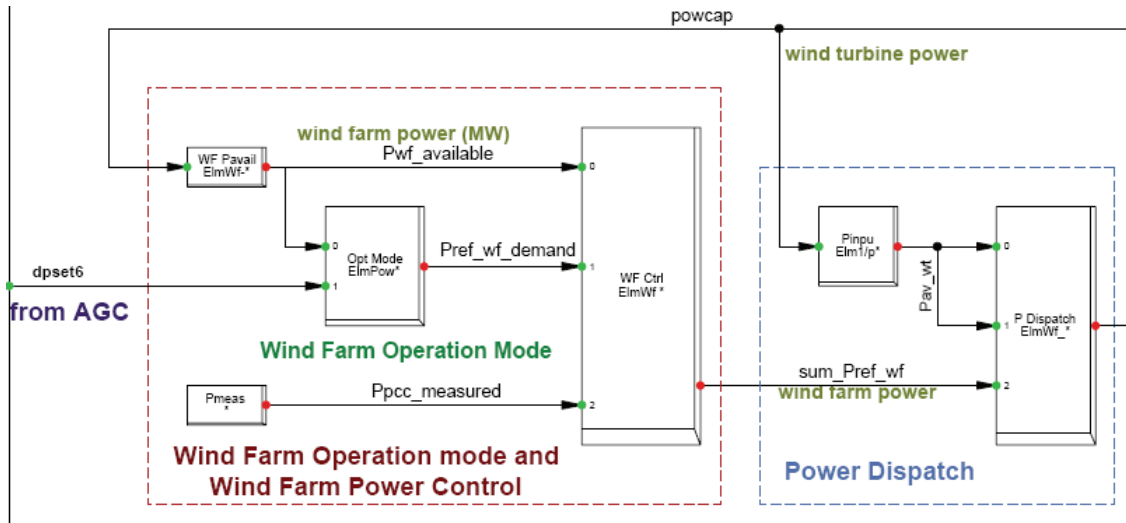 powcap
wind turbine power
wind farm power (MW)
Pwf_available
WF Pavail
ElmWf-*
0
0
Opt Mode
ElmPow*
1
Pref_wf_demand
1
WF Ctrl
ElmWf*
dpset6
from AGC
Wind Farm Operation Mode
Pmeas
*
Ppcc_measured
2
Wind Farm Operation mode and
Wind Farm Power Control
sum_Pref_wf
wind farm power
Pinpu
Elm1/p*
Pav_wt
0
1
P Dispatch
ElmWf_*
2
Power Dispatch